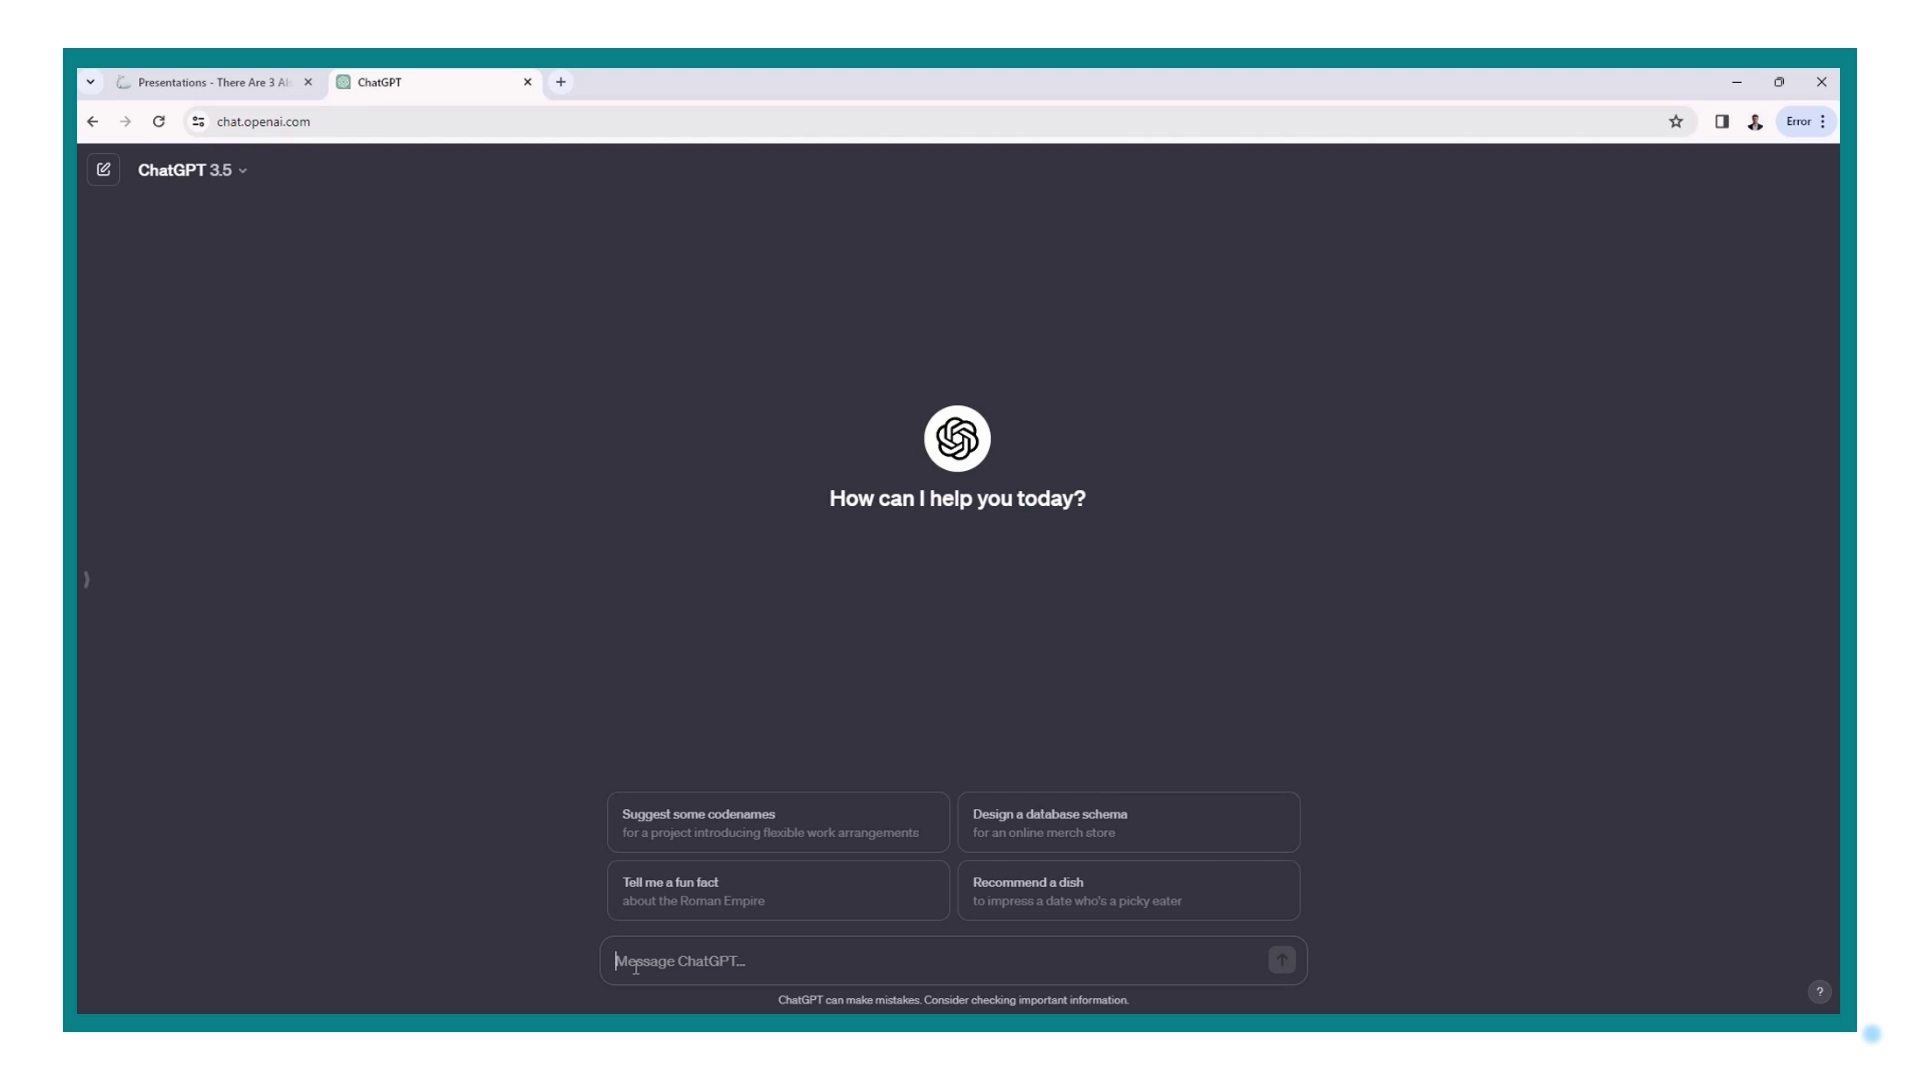 Presentations - There Are 3 Al
ChatGPT
chat.openai.com
Error
ChatGPT 3.5
How can I help you today?
Suggest some codenames
for a project introducing flexible work arrangements
Design a database schema
for an online merch store
Tell me a fun fact
about the Roman Empire
Recommend a dish
to impress a date who's a picky eater
Message ChatGPT...
ChatGPT can make mistakes. Consider checking important information.
?